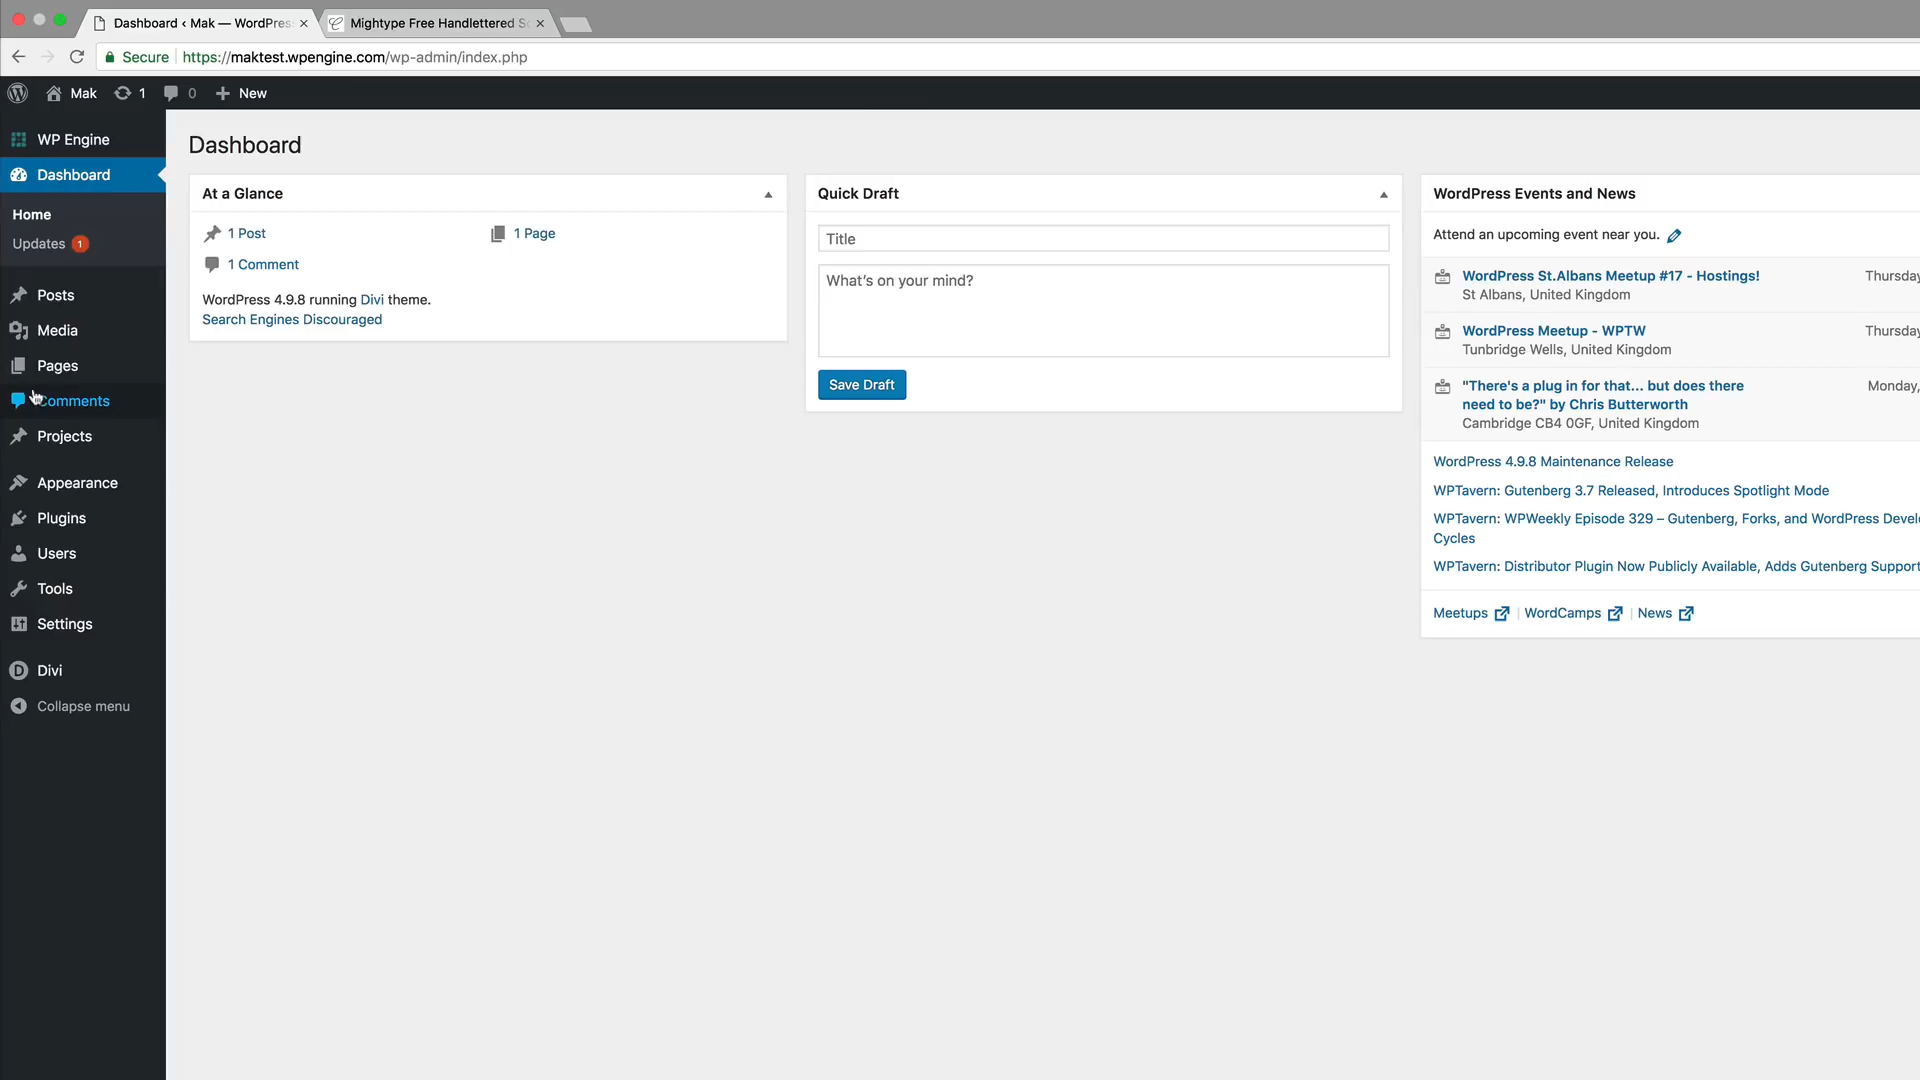 Dashboard ‹ Mak — WordPres
Mightype Free Handlettered Sc
Secure
https://maktest.wpengine.com/wp-admin/index.php
Mak
1
0
New
WP Engine
Dashboard
Home
Updates 1
Posts
Media
Pages
Comments
Projects
Appearance
Plugins
Users
Tools
Settings
Divi
Collapse menu
Dashboard
At a Glance
1 Post
1 Page
1 Comment
WordPress 4.9.8 running Divi theme.
Search Engines Discouraged
Quick Draft
Title
What's on your mind?
Save Draft
WordPress Events and News
Attend an upcoming event near you.
WordPress St.Albans Meetup #17 - Hostings!
Thursday
St Albans, United Kingdom
WordPress Meetup - WPTW
Thursday
Tunbridge Wells, United Kingdom
"There's a plug in for that... but does there
Monday,
need to be?" by Chris Butterworth
Cambridge CB4 0GF, United Kingdom
WordPress 4.9.8 Maintenance Release
WPTavern: Gutenberg 3.7 Released, Introduces Spotlight Mode
WPTavern: WPWeekly Episode 329 – Gutenberg, Forks, and WordPress Develo
Cycles
WPTavern: Distributor Plugin Now Publicly Available, Adds Gutenberg Support
Meetups | WordCamps | News